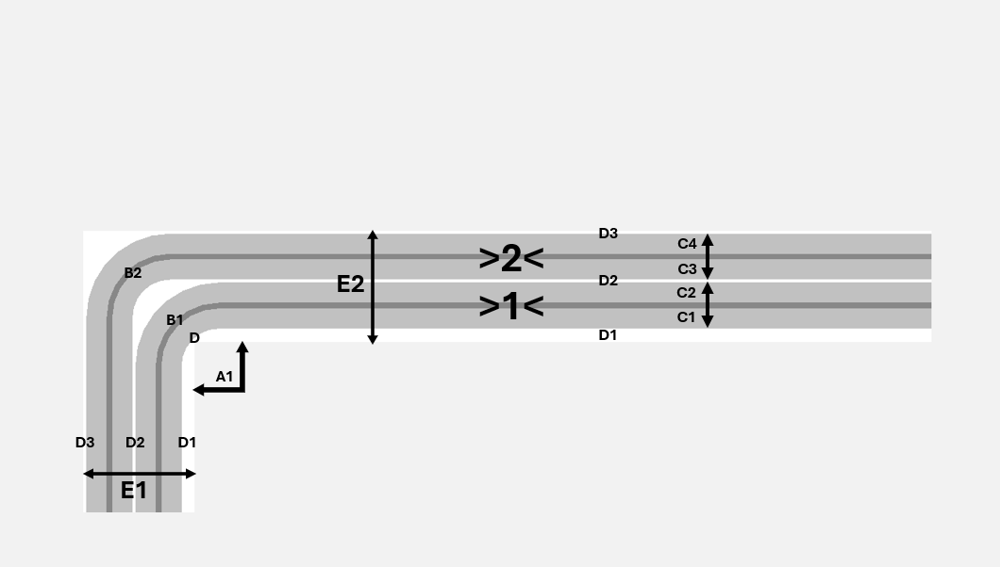 D3
C4
>2<
B2
C3
E2
D2
C2
>1<
B1
C1
D
D1
A1
D3 D2 D1
E1